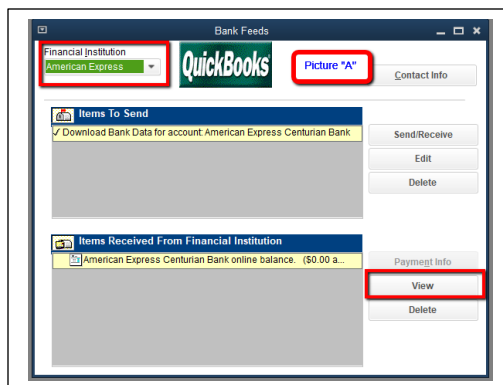 Bank Feeds
Financial Institution
American Express
QuickBooks
Picture "A"
Contact Info
Items To Send
✓ Download Bank Data for account: American Express Centurian Bank
Send/Receive
Edit
Delete
Items Received From Financial Institution
American Express Centurian Bank online balance. ($0.00 a...
Payment Info
View
Delete